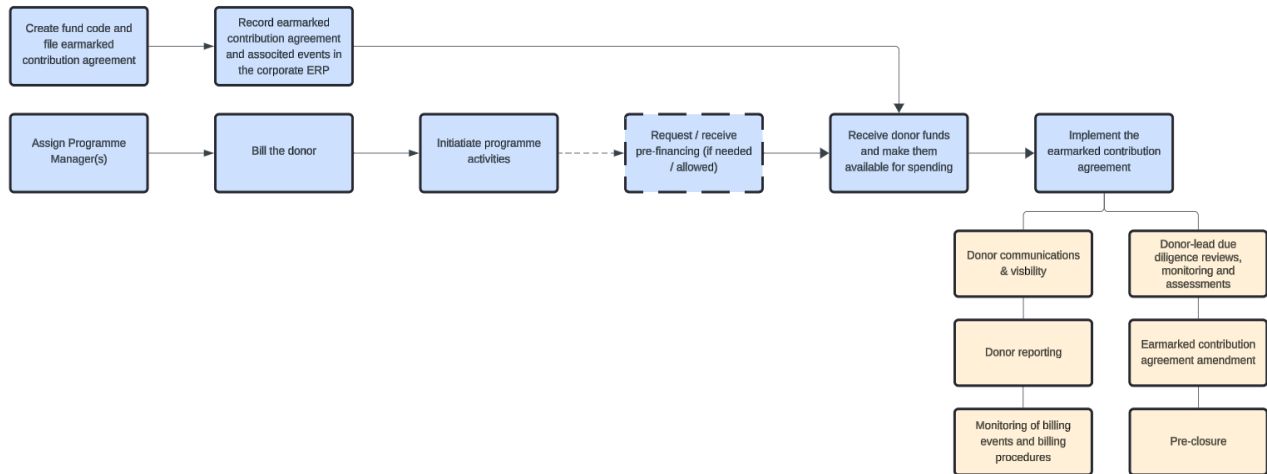 Create fund code and
file earmarked
contribution agreement
Record earmarked
contribution agreement
and associted events in
the corporate ERP
Assign Programme
Manager(s)
Bill the donor
Initiatiate programme
activities
Request / receive
pre-financing (if needed
/ allowed)
Receive donor funds
and make them
available for spending
Implement the
earmarked contribution
agreement
Donor communications
& visbility
Donor reporting
Monitoring of billing
events and billing
procedures
Donor-lead due
diligence reviews,
monitoring and
assessments
Earmarked contribution
agreement amendment
Pre-closure